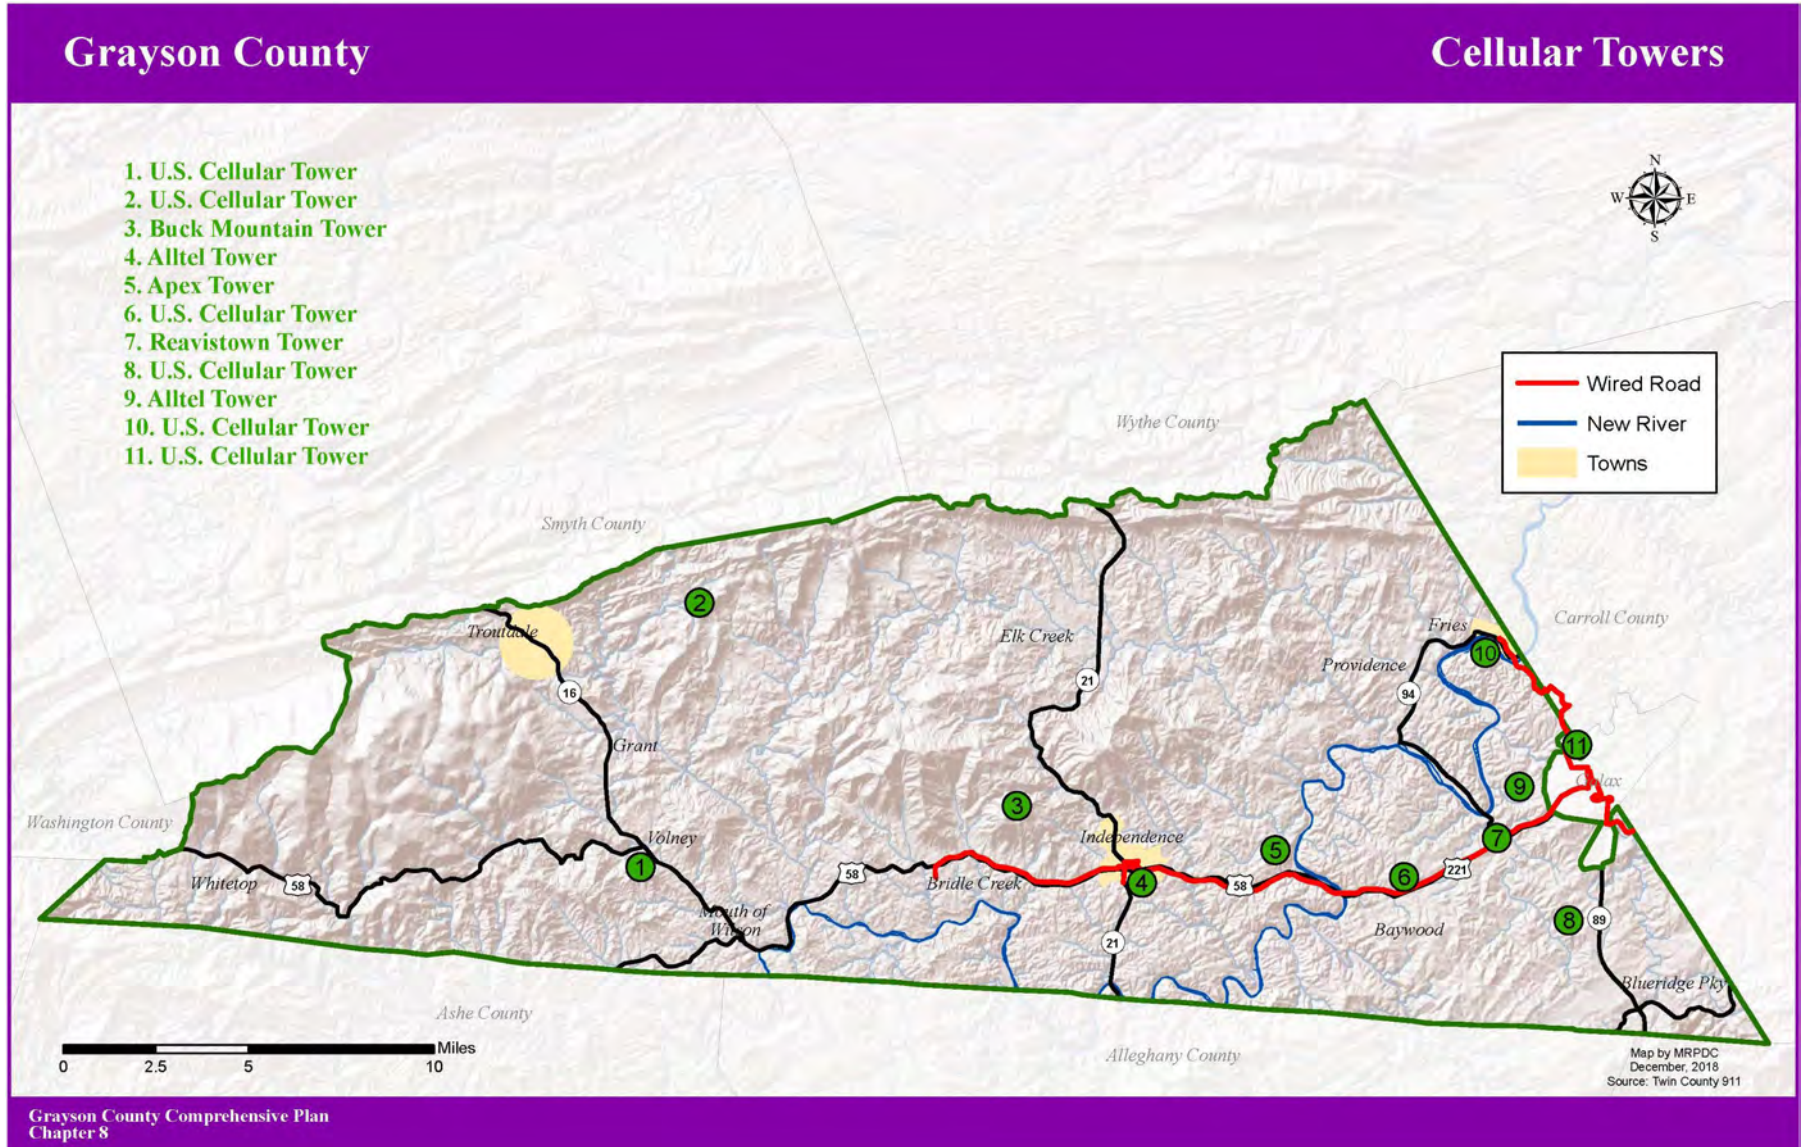 Grayson County
Cellular Towers
1. U.S. Cellular Tower
2. U.S. Cellular Tower
3. Buck Mountain Tower
4. Alltel Tower
5. Apex Tower
6. U.S. Cellular Tower
7. Reavistown Tower
8. U.S. Cellular Tower
9. Alltel Tower
10. U.S. Cellular Tower
11. U.S. Cellular Tower
N
W
E
S
Wired Road
New River
Towns
Wythe County
Smyth County
Carroll County
Washington County
Ashe County
Alleghany County
2
Troutdale
16
Grant
Elk Creek
21
Fries
10
Providence
94
11
Galax
9
3
Independence
7
Volney
1
Whitetop
58
58
Bridle Creek
4
58
5
6
221
Mouth of
Wilson
21
Baywood
8
89
Blueridge Pky
Miles
0
2.5
5
10
Map by MRPDC
December, 2018
Source: Twin County 911
Grayson County Comprehensive Plan
Chapter 8